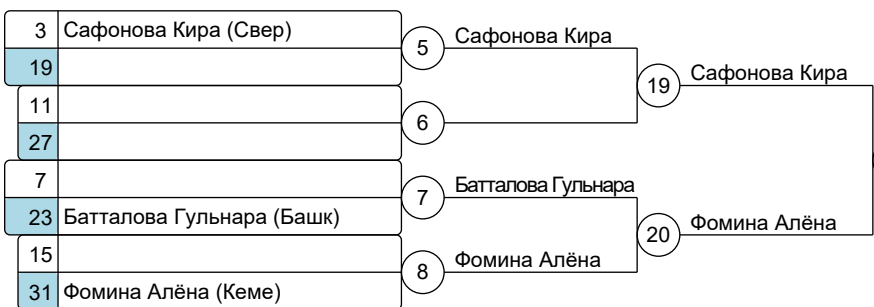 3 Сафонова Кира (Свер)
19
11
27
7
23 Батталова Гульнара (Башк)
15
31 Фомина Алёна (Кеме)
5 Сафонова Кира
6
7 Батталова Гульнара
8 Фомина Алёна
19 Сафонова Кира
20 Фомина Алёна